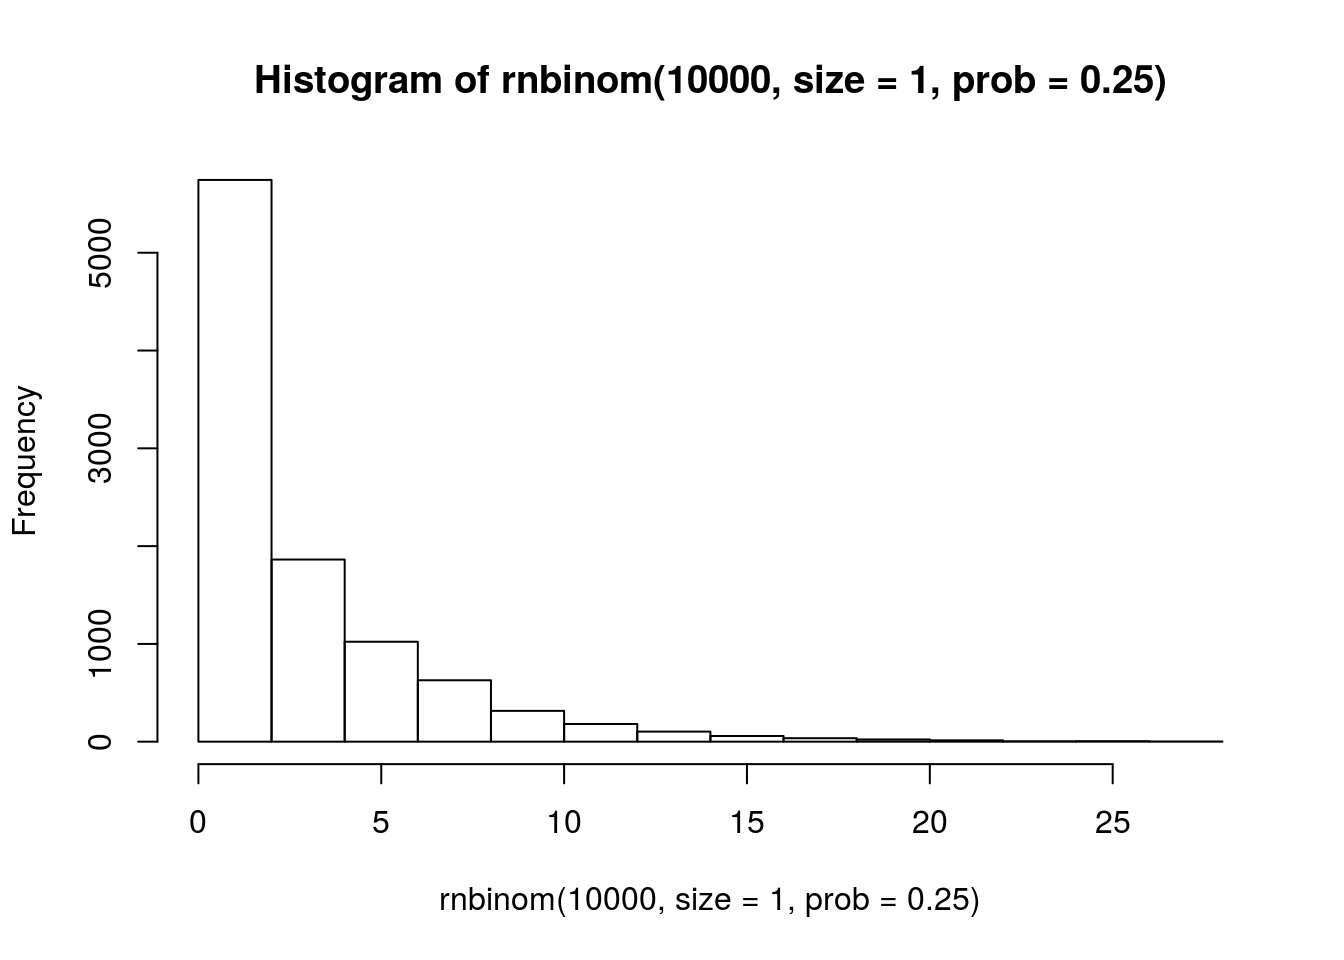 Histogram of rnbinom(10000, size = 1, prob = 0.25)
Frequency
5000
3000
1000
0
0 5 10 15 20 25
rnbinom(10000, size = 1, prob = 0.25)